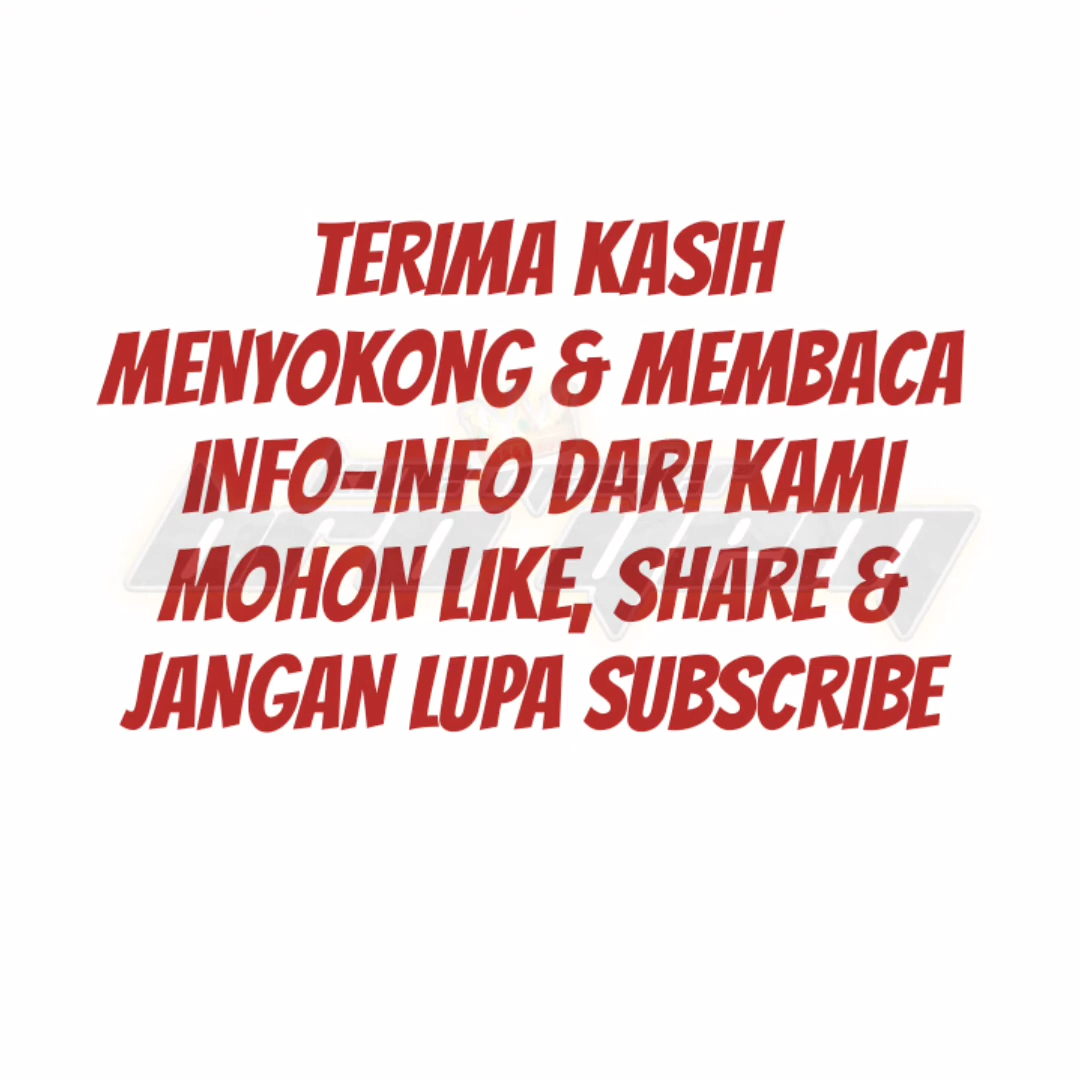 TERIMA KASIH
MENYOKONG & MEMBACA
INFO-INFO DARI KAMI
MOHON LIKE, SHARE &
JANGAN LUPA SUBSCRIBE